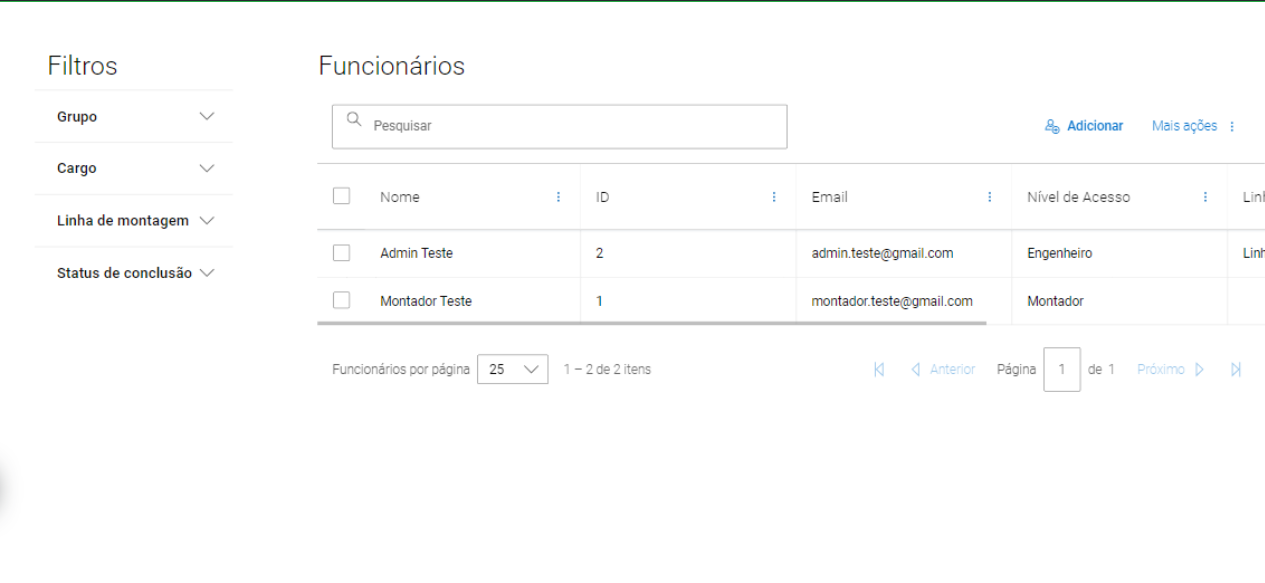 Filtros
Grupo
Cargo
Linha de montagem
Status de conclusão
Funcionários
Pesquisar
Adicionar Mais ações
Nome ID Email Nível de Acesso Linh
Admin Teste 2 admin.teste@gmail.com Engenheiro Linh
Montador Teste 1 montador.teste@gmail.com Montador
Funcionários por página 25 1 – 2 de 2 itens Anterior Página 1 de 1 Próximo